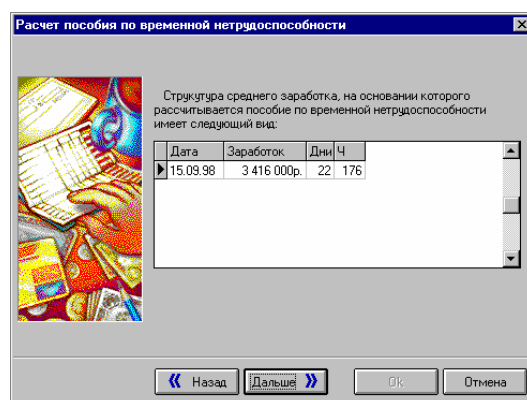 Расчет пособия по временной нетрудоспособности
Струкутура среднего заработка, на основании которого
рассчитывается пособие по временной нетрудоспособности
имеет следующий вид:
Дата Заработок Дни Ч
15.09.98 3 416 000р. 22 176
Назад Дальше Ok Отмена